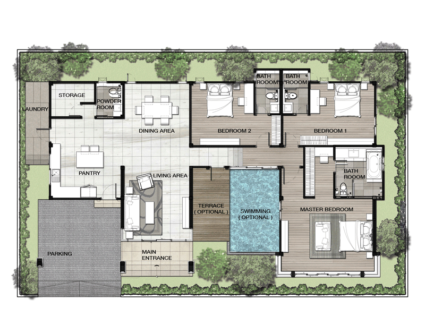 STORAGE
LAUNDRY
POWDER
ROOM
DINING AREA
BATH
ROOM
BATH
ROOM
BEDROOM 2
BEDROOM 1
PANTRY
LIVING AREA
BATH
ROOOM
TERRACE
( OPTIONAL )
SWIMMING
( OPTIONAL )
MASTER BEDROOM
PARKING
MAIN
ENTRANCE